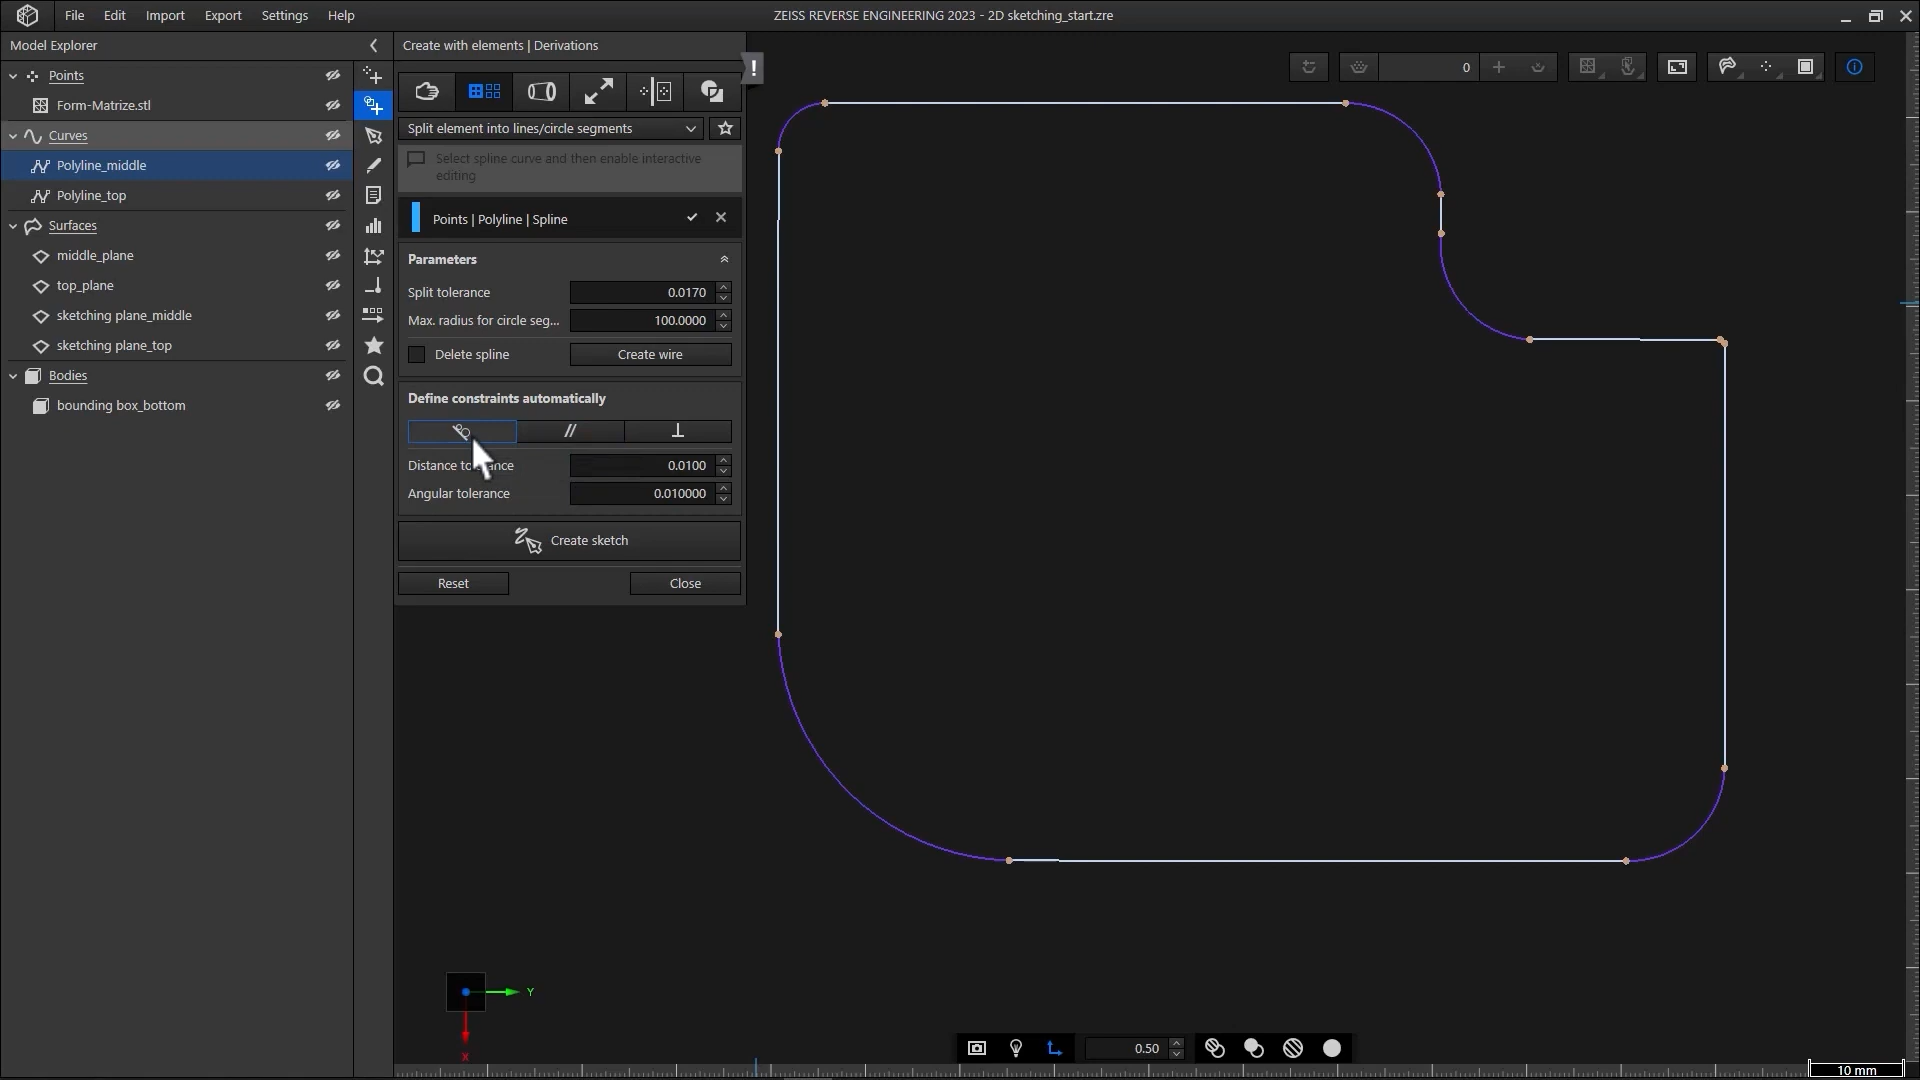 File Edit Import Export Settings Help
ZEISS REVERSE ENGINEERING 2023 - 2D sketching_start.zre
Model Explorer
Points
Form-Matrize.stl
Curves
Polyline_middle
Polyline_top
Surfaces
middle_plane
top_plane
sketching plane_middle
sketching plane_top
Bodies
bounding box_bottom
Create with elements | Derivations
!
0
Split element into lines/circle segments
Select spline curve and then enable interactive
editing
Points | Polyline | Spline
Parameters
Split tolerance 0.0170
Max. radius for circle seg... 100.0000
Delete spline Create wire
Define constraints automatically
Distance to ance 0.0100
Angular tolerance 0.010000
Create sketch
Reset Close
Y
X
0.50
10 mm